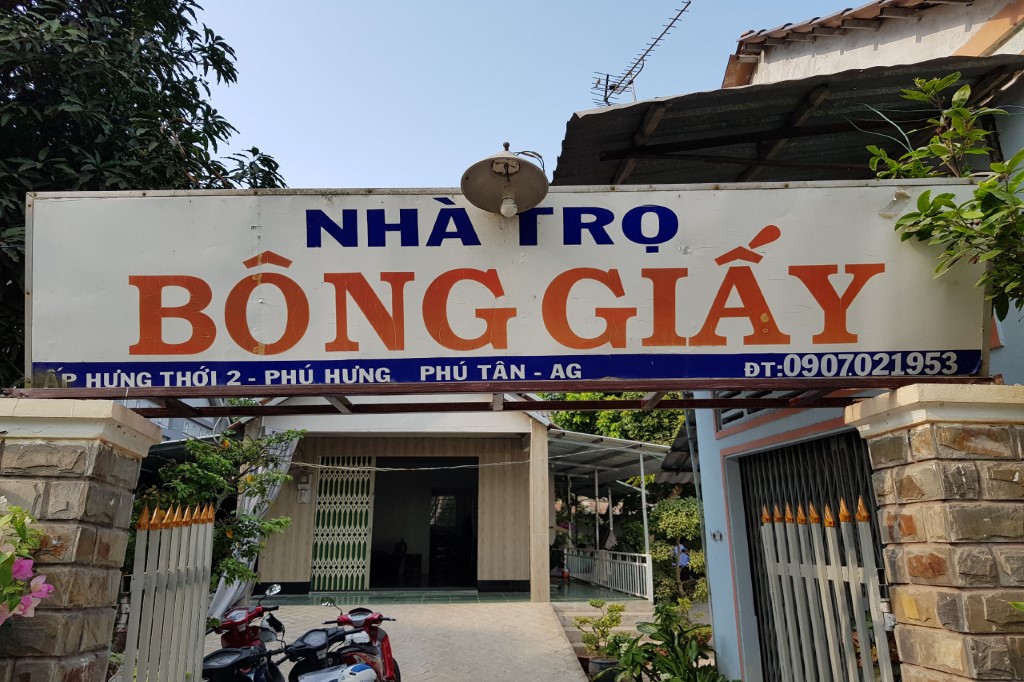 NHÀ TRỌ
BÔNG GIẤY
ẤP HƯNG THỚI 2 - PHÚ HƯNG PHÚ TÂN - AG ĐT:0907021953